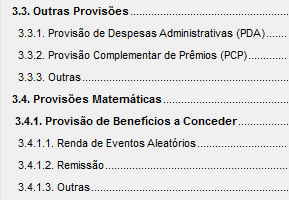 3.3. Outras Provisões
3.3.1. Provisão de Despesas Administrativas (PDA)
3.3.2. Provisão Complementar de Prêmios (PCP)
3.3.3. Outras
3.4. Provisões Matemáticas
3.4.1. Provisão de Benefícios a Conceder
3.4.1.1. Renda de Eventos Aleatórios
3.4.1.2. Remissão
3.4.1.3. Outras